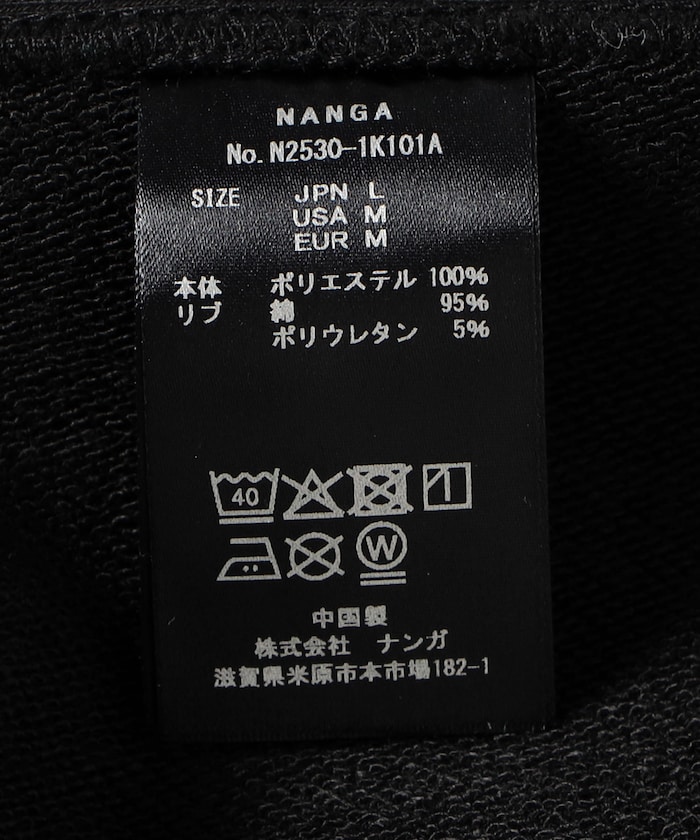 NANGA
No. N2530-1K101A
SIZE JPN L
USA M
EUR M
本体 ポリエステル 100%
リブ 綿 95%
ポリウレタン 5%
40
W
中国製
株式会社 ナンガ
滋賀県米原市本市場182-1